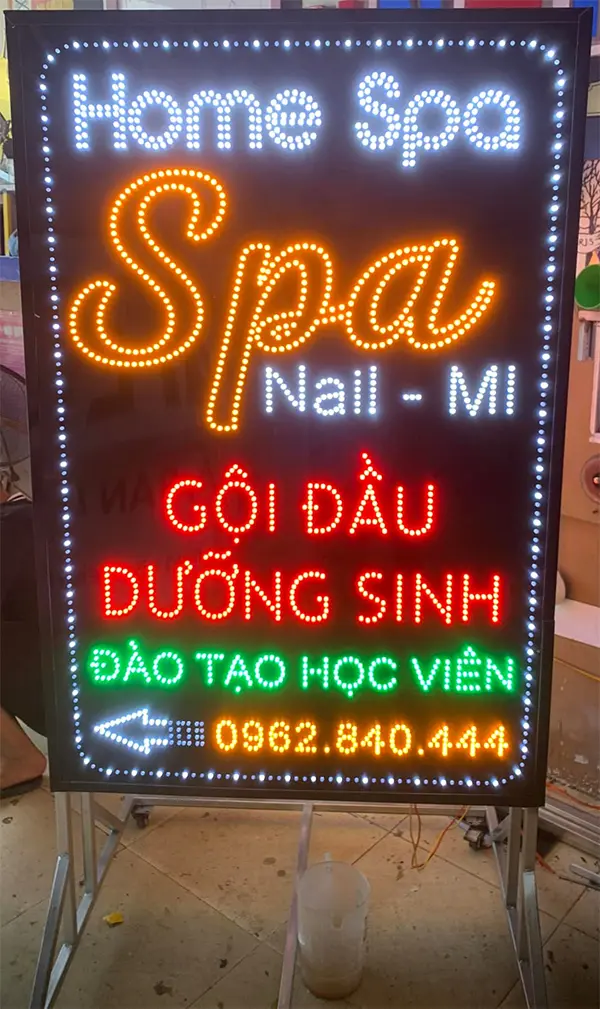 Home Spa
Spa
Nail - MI
GỘI ĐẦU
DƯỠNG SINH
ĐÀO TẠO HỌC VIÊN
0962.840.444